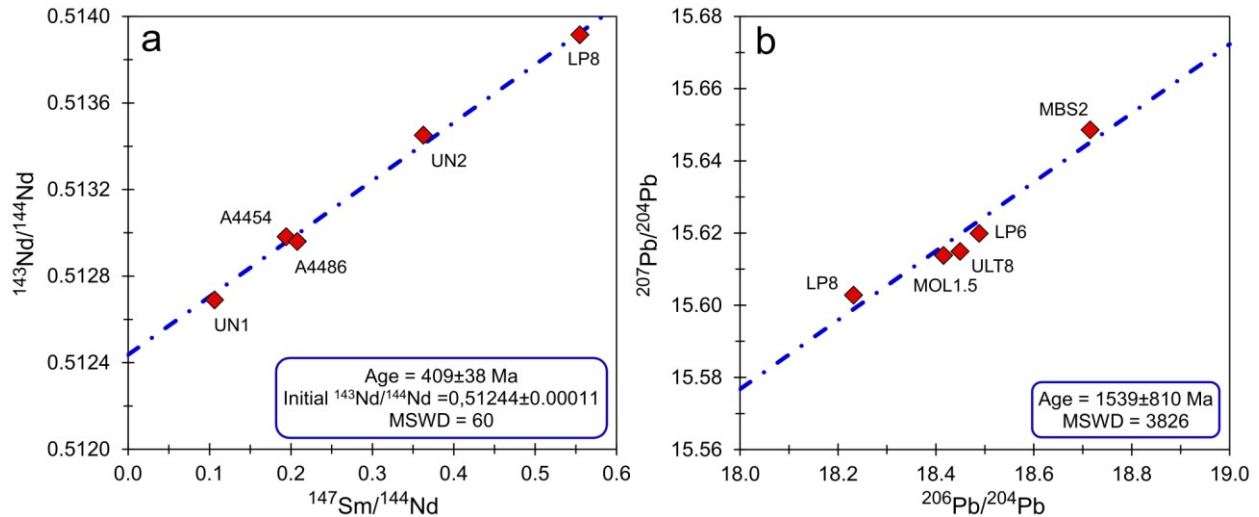 a
0.5140
0.5136
0.5132
0.5128
0.5124
0.5120
¹⁴³Nd/¹⁴⁴Nd
LP8
UN2
A4454
A4486
UN1
Age = 409±38 Ma
Initial ¹⁴³Nd/¹⁴⁴Nd =0,51244±0.00011
MSWD = 60
0.0 0.1 0.2 0.3 0.4 0.5 0.6
¹⁴⁷Sm/¹⁴⁴Nd
b
15.68
15.66
15.64
15.62
15.60
15.58
15.56
²⁰⁷Pb/²⁰⁴Pb
MBS2
LP6
ULT8
MOL1.5
LP8
Age = 1539±810 Ma
MSWD = 3826
18.0 18.2 18.4 18.6 18.8 19.0
²⁰⁶Pb/²⁰⁴Pb